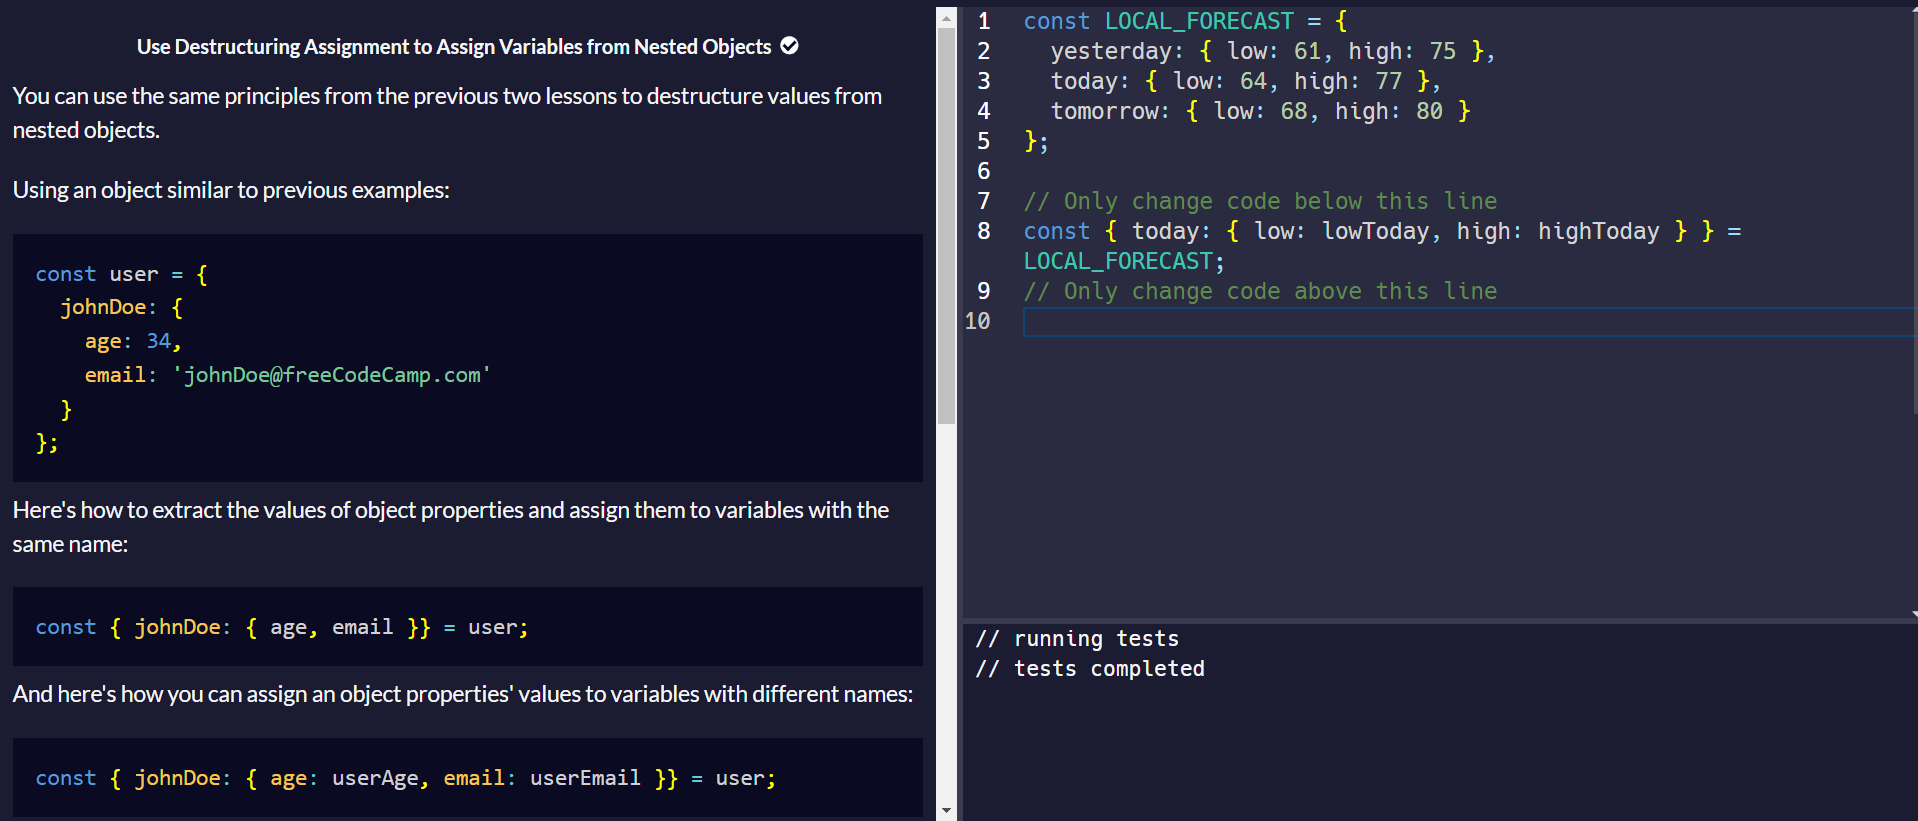 Use Destructuring Assignment to Assign Variables from Nested Objects
You can use the same principles from the previous two lessons to destructure values from
nested objects.
Using an object similar to previous examples:
const user = {
  johnDoe: {
    age: 34,
    email: 'johnDoe@freeCodeCamp.com'
  }
};
Here's how to extract the values of object properties and assign them to variables with the
same name:
const { johnDoe: { age, email }} = user;
And here's how you can assign an object properties' values to variables with different names:
const { johnDoe: { age: userAge, email: userEmail }} = user;
1 const LOCAL_FORECAST = {
2   yesterday: { low: 61, high: 75 },
3   today: { low: 64, high: 77 },
4   tomorrow: { low: 68, high: 80 }
5 };
6
7 // Only change code below this line
8 const { today: { low: lowToday, high: highToday } } =
LOCAL_FORECAST;
9 // Only change code above this line
10
// running tests
// tests completed